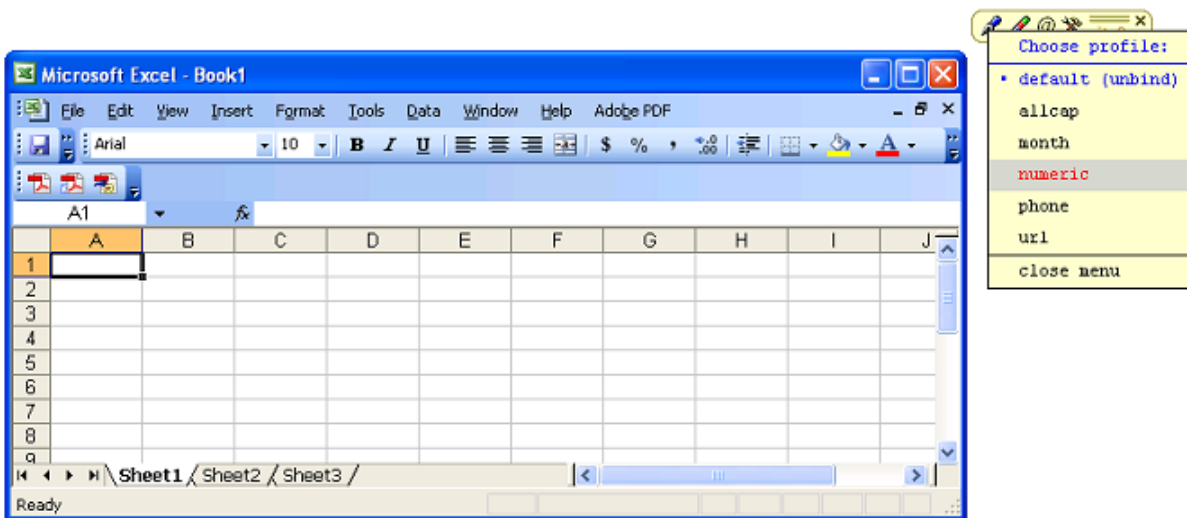 Choose profile:
• default (unbind)
allcap
month
numeric
phone
url
close menu
Microsoft Excel - Book1
File Edit View Insert Format Tools Data Window Help Adobe PDF
Arial 10 B I U $ % , A
A1 fx
A B C D E F G H I J
1
2
3
4
5
6
7
8
9
Sheet1 / Sheet2 / Sheet3 /
Ready